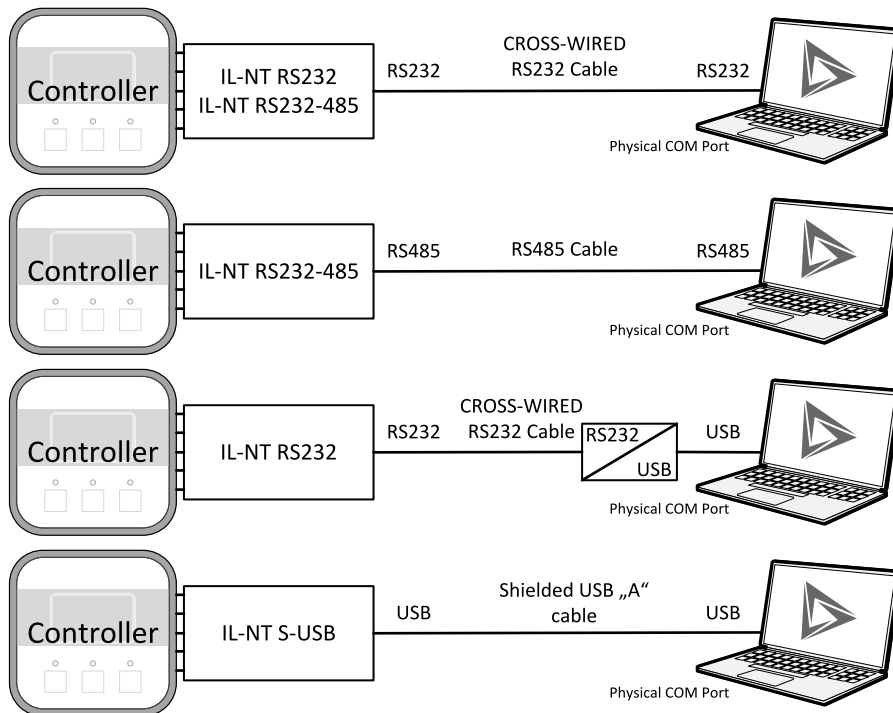 Controller
IL-NT RS232
IL-NT RS232-485
RS232
CROSS-WIRED
RS232 Cable
RS232
Physical COM Port
Controller
IL-NT RS232-485
RS485
RS485 Cable
RS485
Physical COM Port
Controller
IL-NT RS232
RS232
CROSS-WIRED
RS232 Cable
RS232
USB
USB
Physical COM Port
Controller
IL-NT S-USB
USB
Shielded USB „A“
cable
USB
Physical COM Port